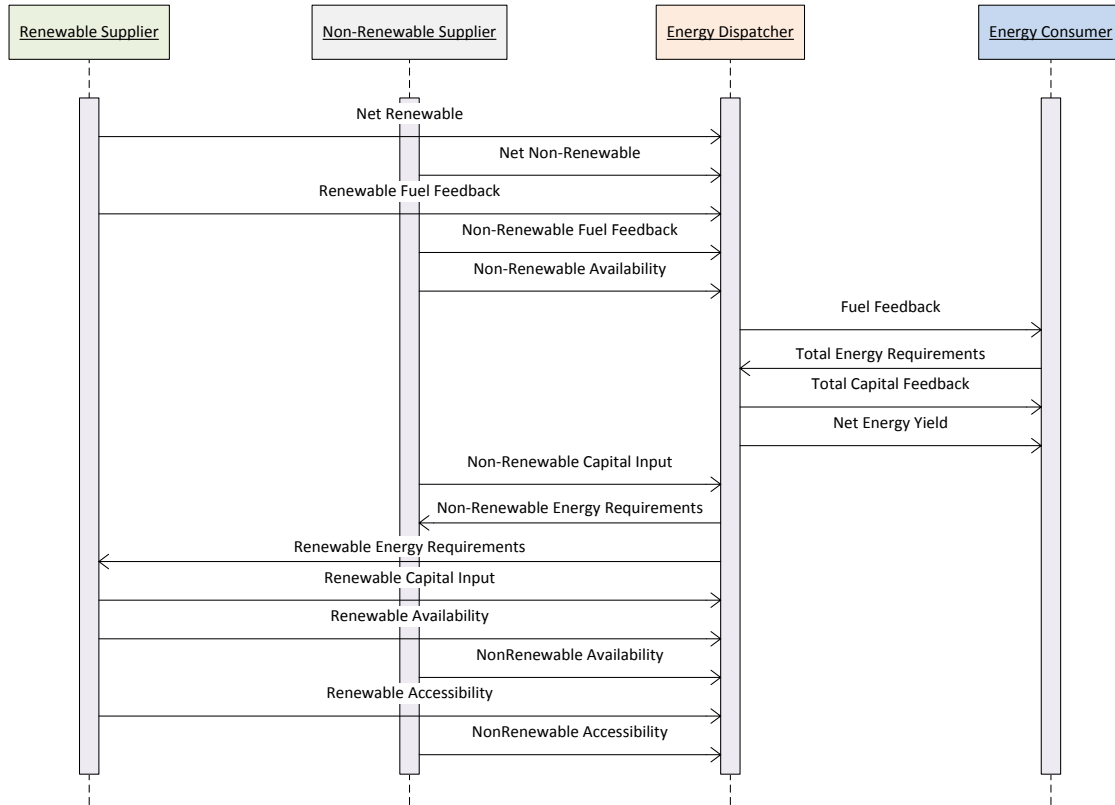 Renewable Supplier
Non-Renewable Supplier
Energy Dispatcher
Energy Consumer
Net Renewable
Net Non-Renewable
Renewable Fuel Feedback
Non-Renewable Fuel Feedback
Non-Renewable Availability
Fuel Feedback
Total Energy Requirements
Total Capital Feedback
Net Energy Yield
Non-Renewable Capital Input
Non-Renewable Energy Requirements
Renewable Energy Requirements
Renewable Capital Input
Renewable Availability
NonRenewable Availability
Renewable Accessibility
NonRenewable Accessibility